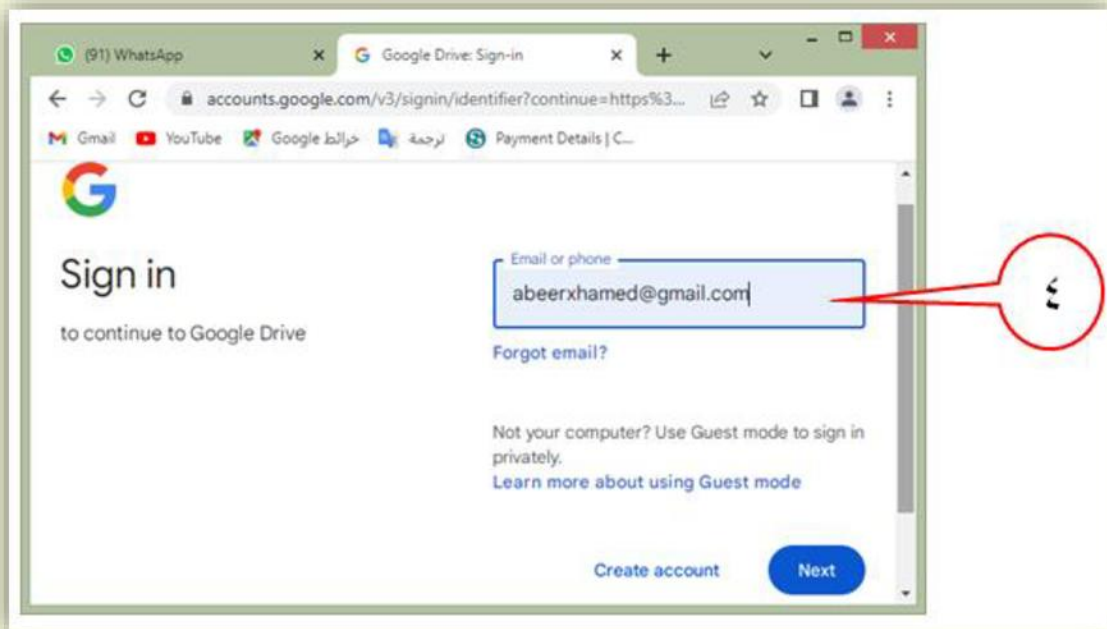 (91) WhatsApp
Google Drive: Sign-in
accounts.google.com/v3/signin/identifier?continue=https%3...
Gmail YouTube خرائط Google ترجمة Payment Details | C...
Sign in
to continue to Google Drive
Email or phone
abeerxhamed@gmail.com
٤
Forgot email?
Not your computer? Use Guest mode to sign in
privately.
Learn more about using Guest mode
Create account
Next